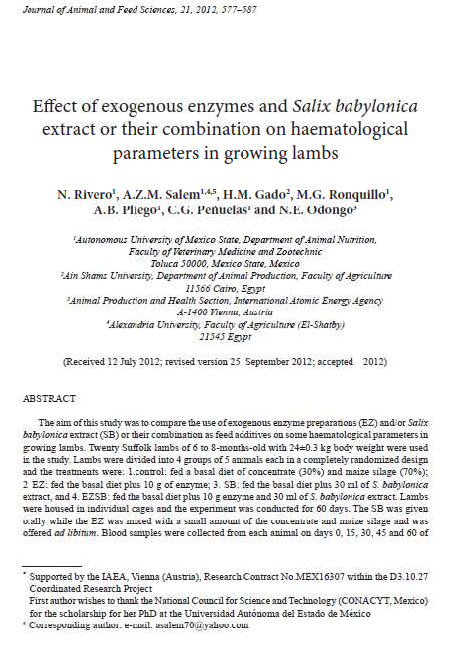 Journal of Animal and Feed Sciences, 21, 2012, 577–587
Effect of exogenous enzymes and Salix babylonica
extract or their combination on haematological
parameters in growing lambs
N. Rivero¹, A.Z.M. Salem¹,⁴,⁵, H.M. Gado², M.G. Ronquillo¹,
A.B. Pliego¹, C.G. Peñuelas¹ and N.E. Odongo³
¹Autonomous University of Mexico State, Department of Animal Nutrition,
Faculty of Veterinary Medicine and Zootechnic
Toluca 50000, Mexico State, Mexico
²Ain Shams University, Department of Animal Production, Faculty of Agriculture
11566 Cairo, Egypt
³Animal Production and Health Section, International Atomic Energy Agency
A-1400 Vienna, Austria
⁴Alexandria University, Faculty of Agriculture (El-Shatby)
21545 Egypt
(Received 12 July 2012; revised version 25 September 2012; accepted 2012)
ABSTRACT
The aim of this study was to compare the use of exogenous enzyme preparations (EZ) and/or Salix
babylonica extract (SB) or their combination as feed additives on some haematological parameters in
growing lambs. Twenty Suffolk lambs of 6 to 8-months-old with 24±0.3 kg body weight were used
in the study. Lambs were divided into 4 groups of 5 animals each in a completely randomized design
and the treatments were: 1.control: fed a basal diet of concentrate (30%) and maize silage (70%);
2. EZ: fed the basal diet plus 10 g of enzyme; 3. SB: fed the basal diet plus 30 ml of S. babylonica
extract, and 4. EZSB: fed the basal diet plus 10 g enzyme and 30 ml of S. babylonica extract. Lambs
were housed in individual cages and the experiment was conducted for 60 days. The SB was given
orally while the EZ was mixed with a small amount of the concentrate and maize silage and was
offered ad libitum. Blood samples were collected from each animal on days 0, 15, 30, 45 and 60 of
* Supported by the IAEA, Vienna (Austria), Research Contract No.MEX16307 within the D3.10.27
Coordinated Research Project
First author wishes to thank the National Council for Science and Technology (CONACYT, Mexico)
for the scholarship for her PhD at the Universidad Autónoma del Estado de México
⁵ Corresponding author: e-mail: asalem70@yahoo.com